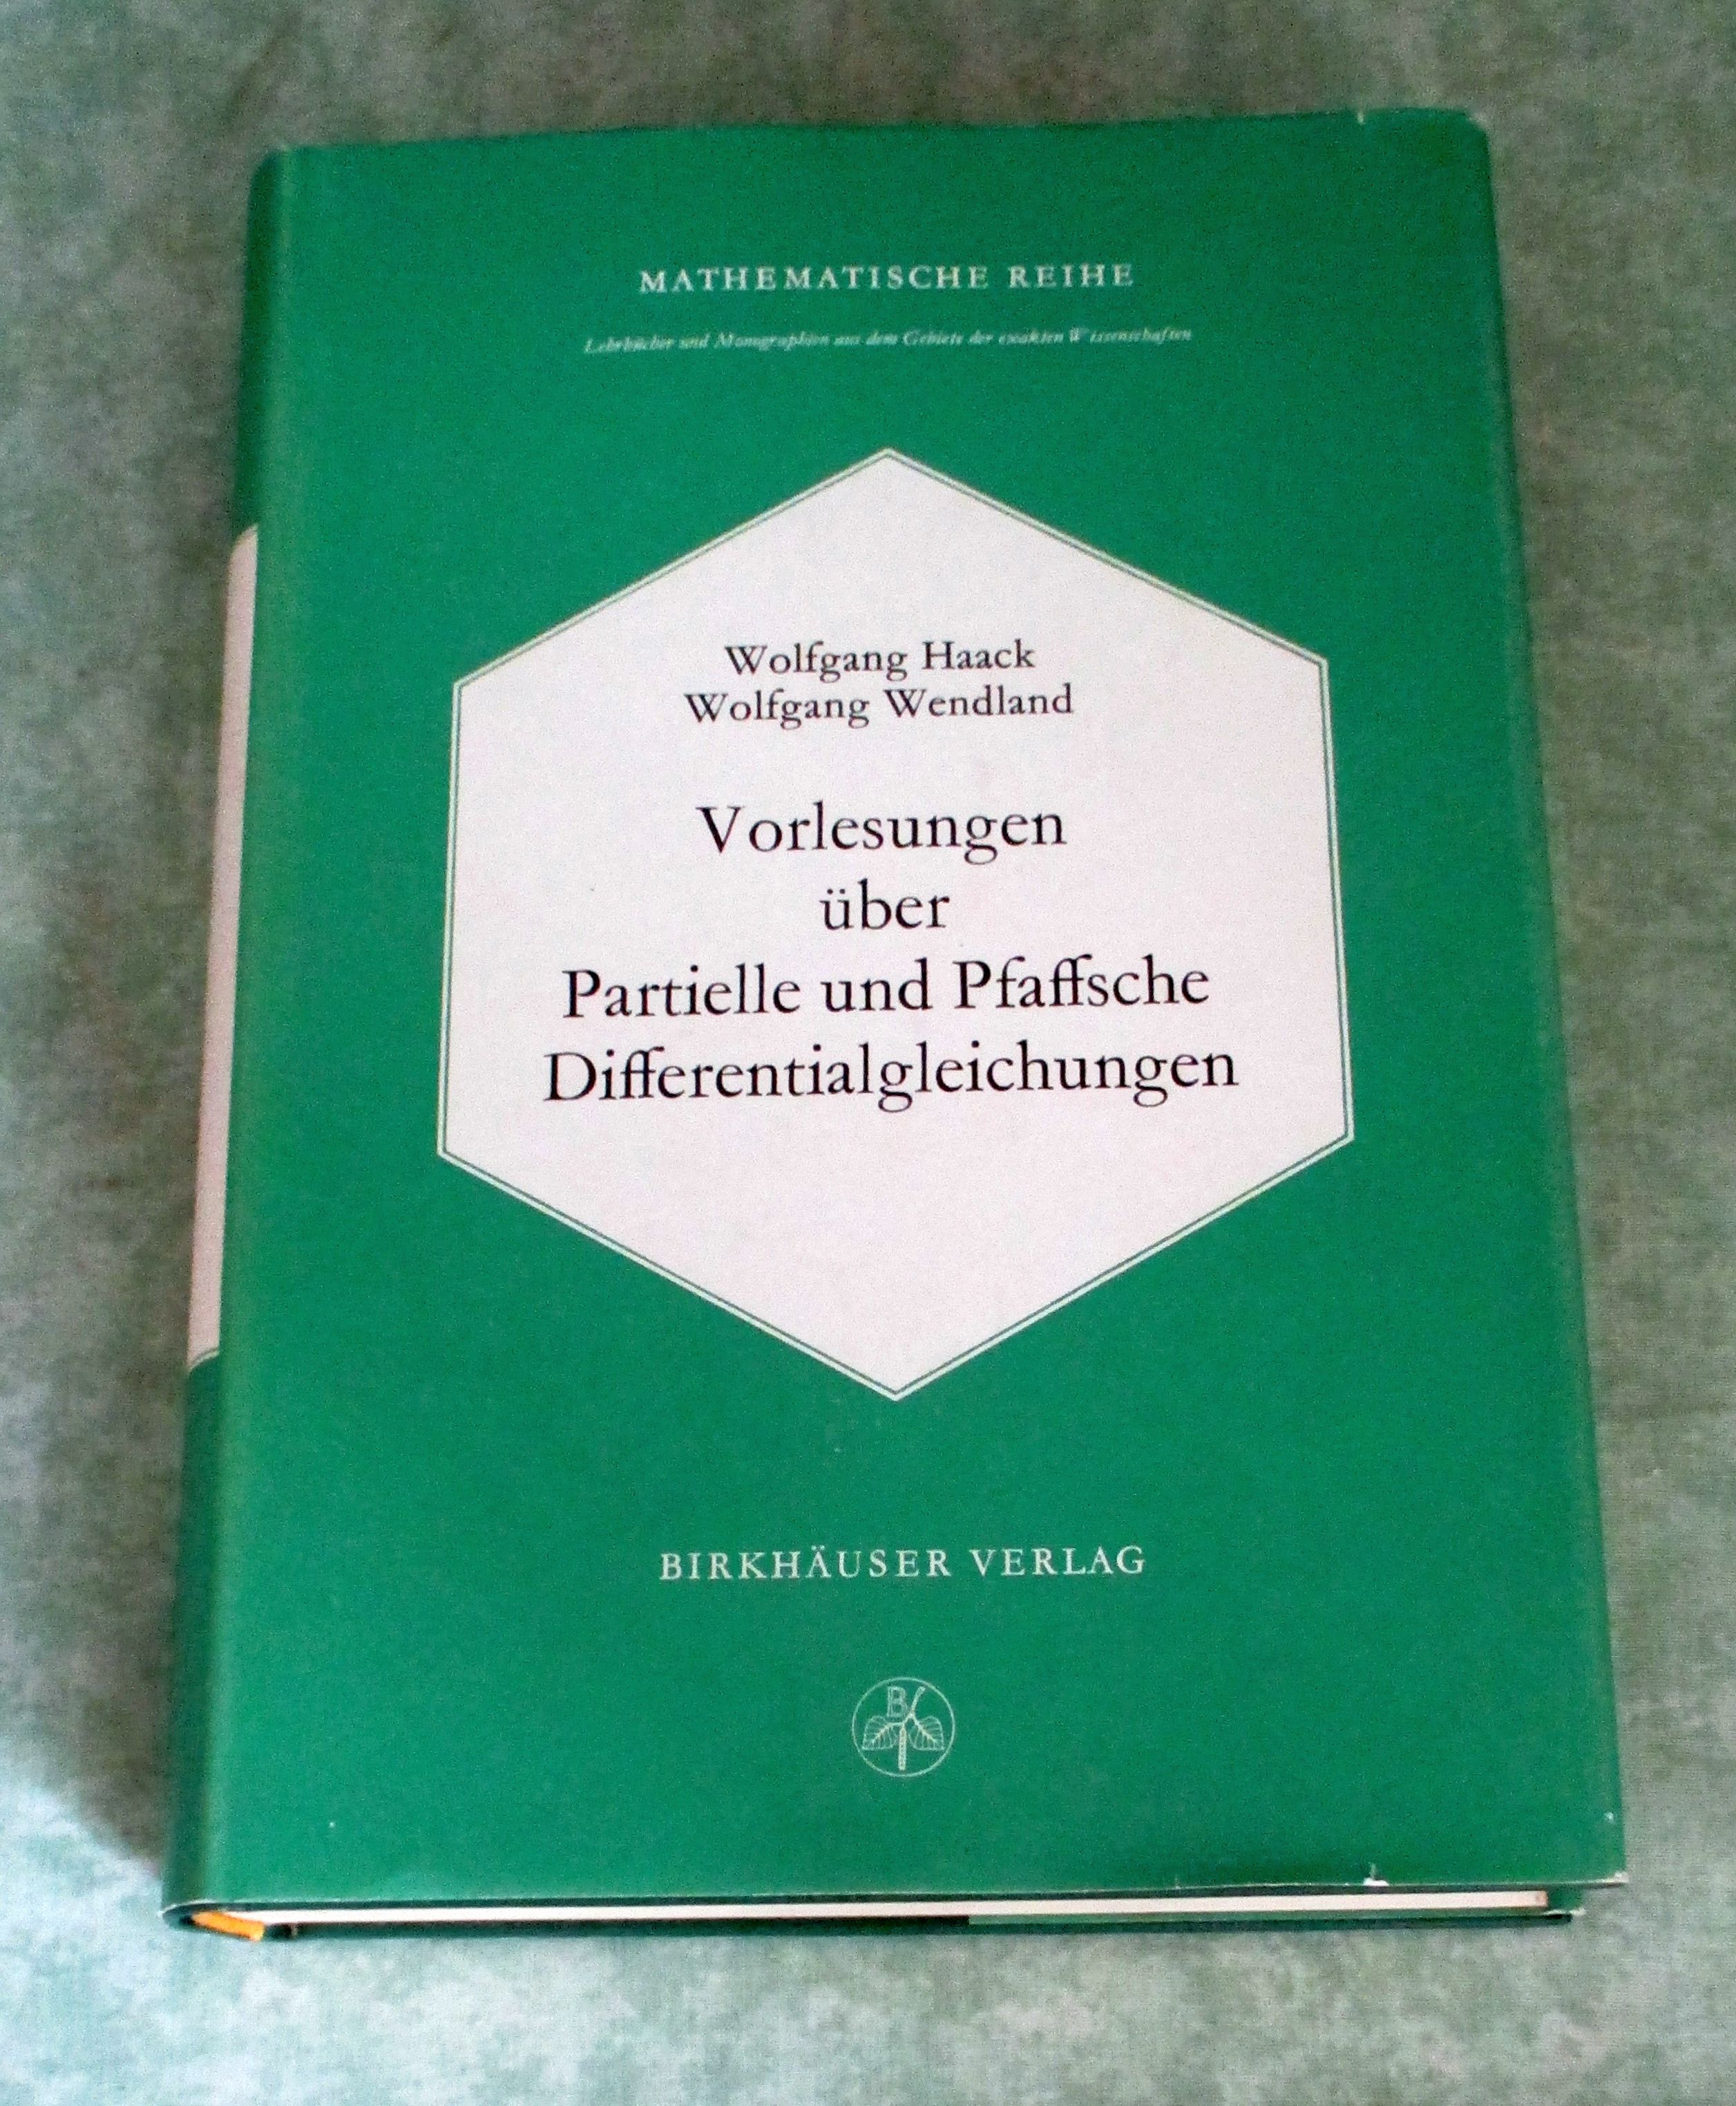 MATHEMATISCHE REIHE
Lehrbücher und Monographien aus dem Gebiete der exakten Wissenschaften
Wolfgang Haack
Wolfgang Wendland
Vorlesungen
über
Partielle und Pfaffsche
Differentialgleichungen
BIRKHÄUSER VERLAG
B